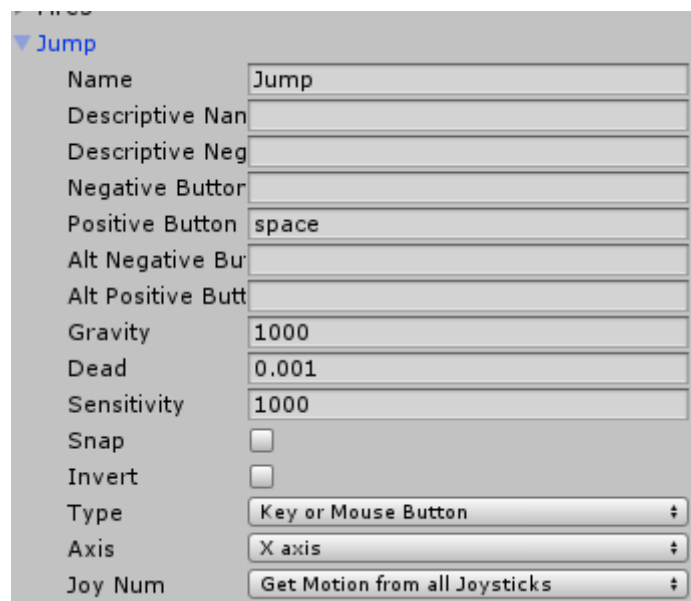 Jump
Name Jump
Descriptive Nan
Descriptive Neg
Negative Buttor
Positive Button space
Alt Negative Bu
Alt Positive Butt
Gravity 1000
Dead 0.001
Sensitivity 1000
Snap
Invert
Type Key or Mouse Button
Axis X axis
Joy Num Get Motion from all Joysticks